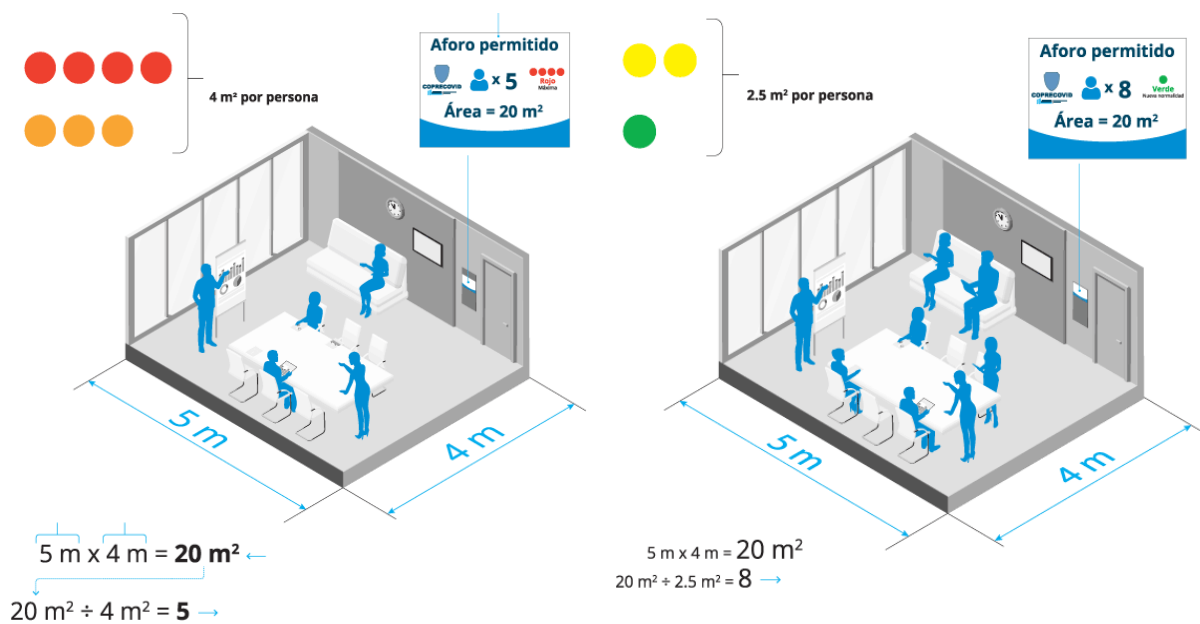 4 m² por persona
Aforo permitido
COPRECOVID
x 5
Rojo
Máxima
Área = 20 m²
5 m
4 m
5 m x 4 m = 20 m²
20 m² ÷ 4 m² = 5
2.5 m² por persona
Aforo permitido
COPRECOVID
x 8
Verde
Nueva normalidad
Área = 20 m²
5 m
4 m
5 m x 4 m = 20 m²
20 m² ÷ 2.5 m² = 8